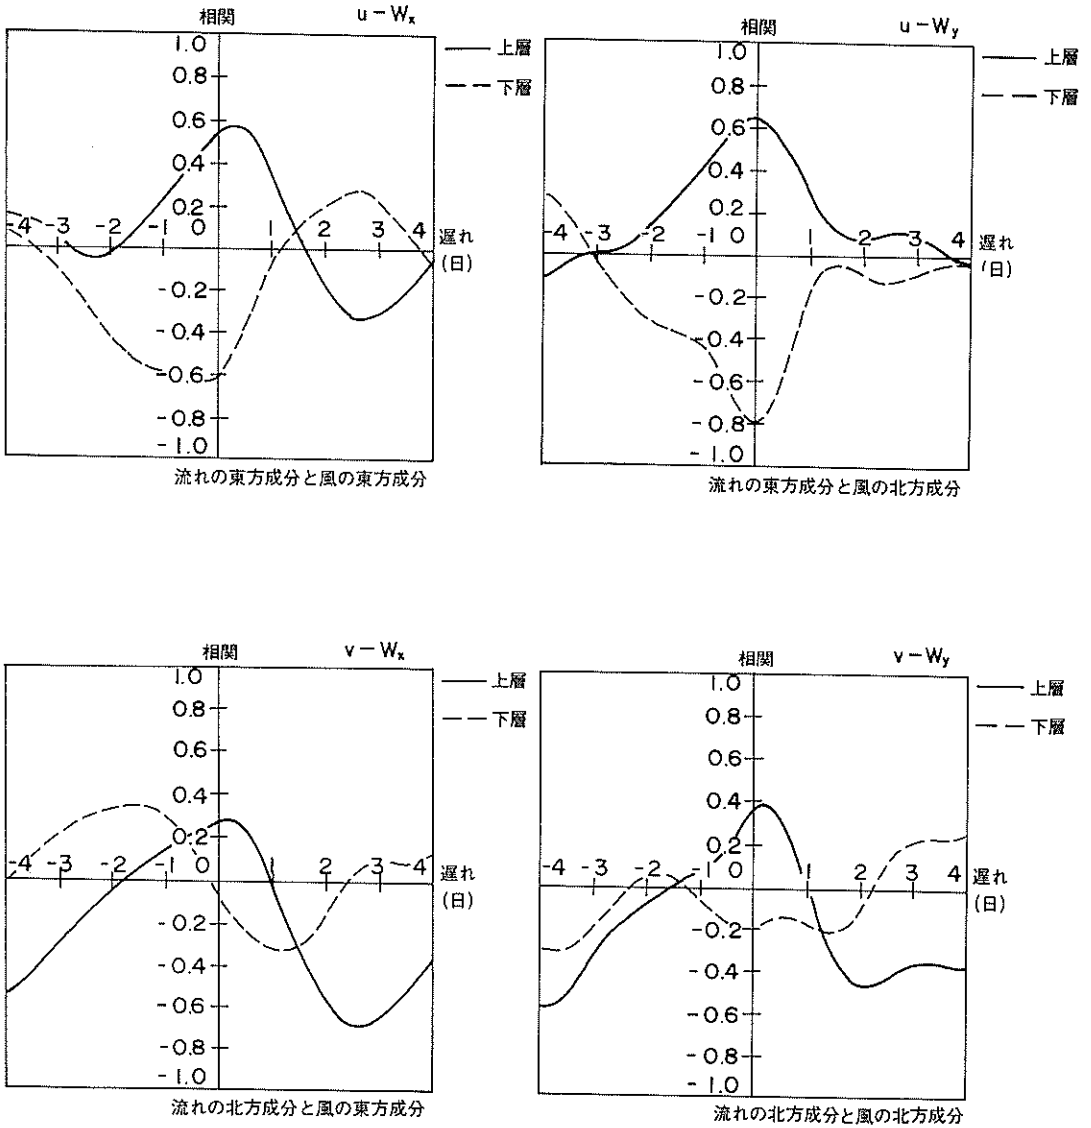 相関
u－Wx
1.0
0.8
0.6
0.4
0.2
-4 -3 -2 -1 0 1 2 3 4
-0.2
-0.4
-0.6
-0.8
-1.0
上層
下層
遅れ
(日)
流れの東方成分と風の東方成分
相関
u－Wy
1.0
0.8
0.6
0.4
0.2
-4 -3 -2 -1 0 1 2 3 4
-0.2
-0.4
-0.6
-0.8
-1.0
上層
下層
遅れ
(日)
流れの東方成分と風の北方成分
相関
v－Wx
1.0
0.8
0.6
0.4
0.2
-4 -3 -2 -1 0 1 2 3 4
-0.2
-0.4
-0.6
-0.8
-1.0
上層
下層
遅れ
(日)
流れの北方成分と風の東方成分
相関
v－Wy
1.0
0.8
0.6
0.4
0.2
-4 -3 -2 -1 0 1 2 3 4
-0.2
-0.4
-0.6
-0.8
-1.0
上層
下層
遅れ
(日)
流れの北方成分と風の北方成分